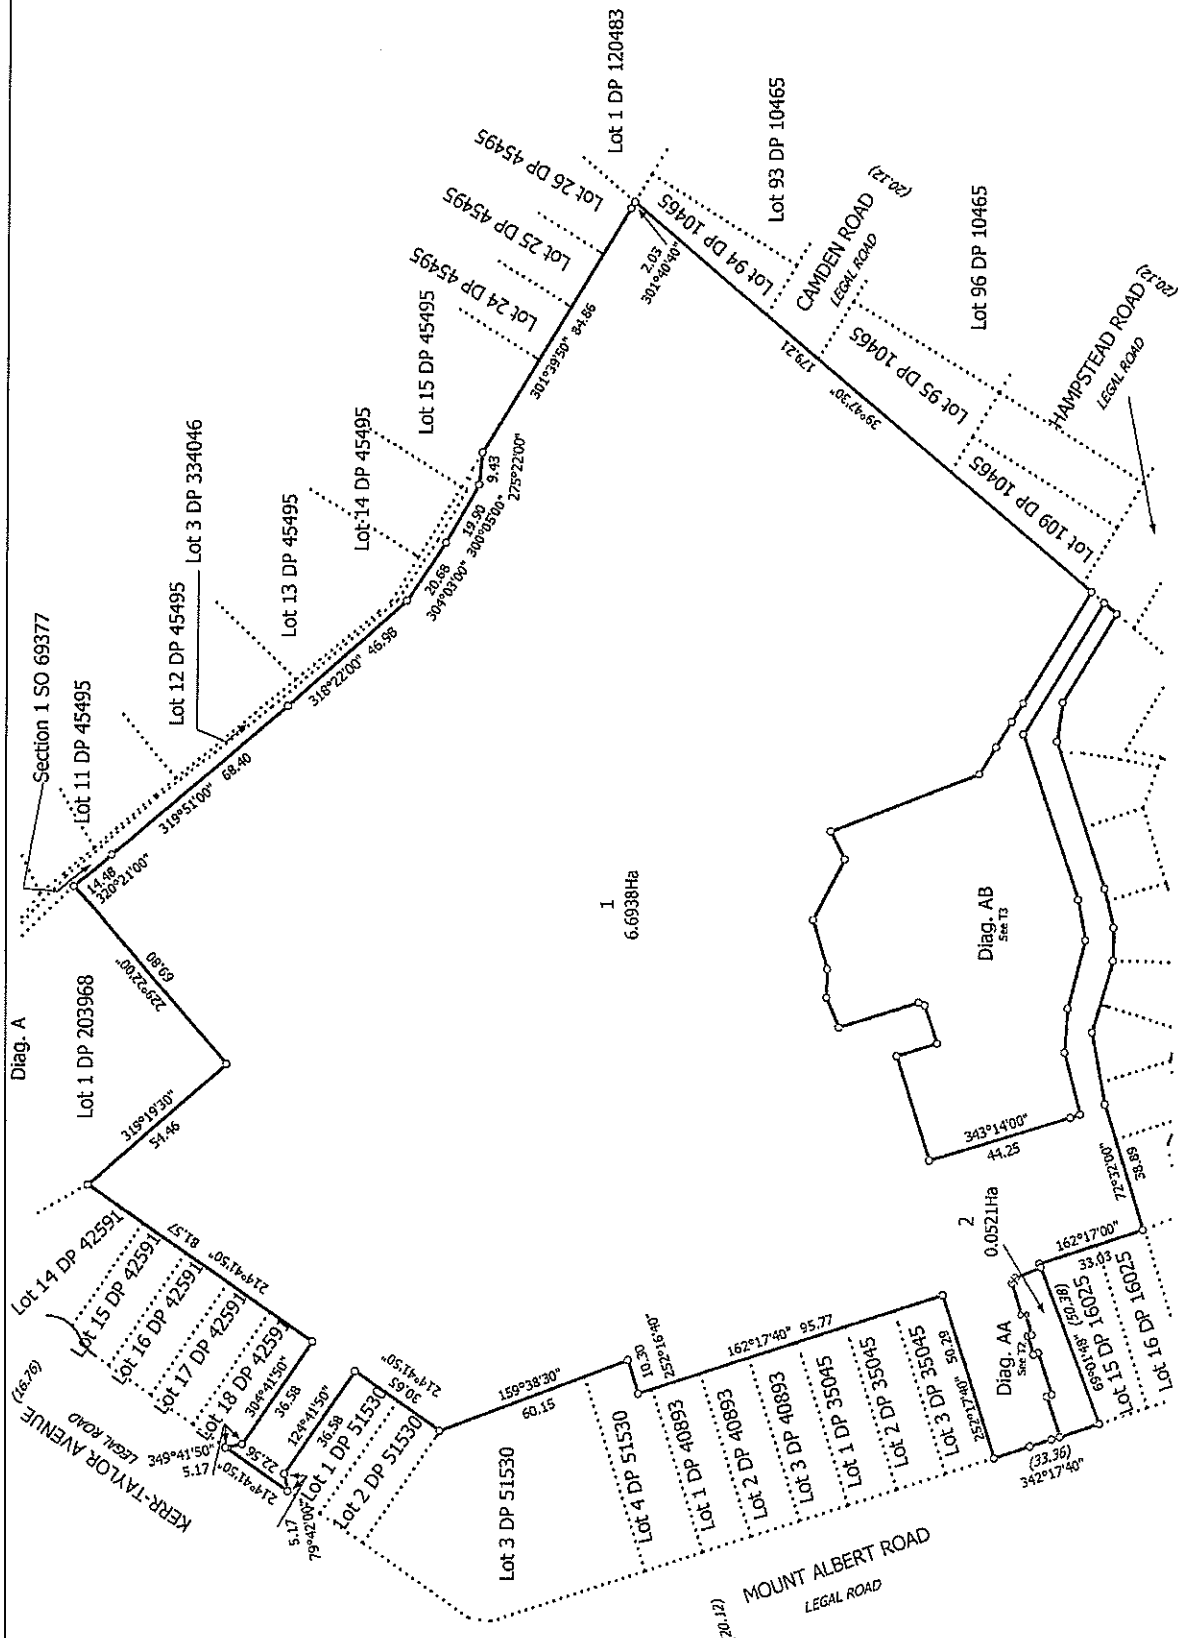 Diag. A
Section 1 SO 69377
Lot 11 DP 45495
Lot 12 DP 45495
Lot 3 DP 334046
Lot 13 DP 45495
Lot 14 DP 45495
Lot 15 DP 45495
Lot 24 DP 45495
Lot 25 DP 45495
Lot 26 DP 45495
Lot 1 DP 120483
Lot 93 DP 10465
Lot 94 DP 10465
CAMDEN ROAD
(20.12)
LEGAL ROAD
Lot 95 DP 10465
Lot 96 DP 10465
HAMPSTEAD ROAD
(20.12)
LEGAL ROAD
Lot 109 DP 10465
Lot 1 DP 203968
14.48
320°21'00"
319°51'00" 68.40
318°22'00" 46.98
20.68
304°03'00"
19.90
300°05'00"
9.43
275°22'00"
301°39'50" 84.86
2.03
301°40'40"
179.21
39°47'30"
69.80
229°22'00"
54.46
81.57
214°41'50"
Lot 14 DP 42591
Lot 15 DP 42591
Lot 16 DP 42591
Lot 17 DP 42591
Lot 18 DP 42591
(16.76)
KERR-TAYLOR AVENUE
LEGAL ROAD
349°41'50"
5.17
304°41'50"
36.58
22.56
214°41'50"
124°41'50"
36.58
5.17
79°42'00"
30.65
214°41'50"
Lot 1 DP 51530
Lot 2 DP 51530
Lot 3 DP 51530
159°38'30"
60.15
Lot 4 DP 51530
10.30
252°16'40"
162°17'40" 95.77
Lot 1 DP 40893
Lot 2 DP 40893
Lot 3 DP 40893
Lot 1 DP 35045
Lot 2 DP 35045
Lot 3 DP 35045
50.29
252°17'40"
1
6.6938Ha
Diag. AB
See T3
343°14'00"
44.25
72°32'00"
38.89
2
0.0521Ha
162°17'00"
33.03
Diag. AA
See T2
(50.38)
69°01'48"
(33.36)
342°17'40"
Lot 15 DP 16025
Lot 16 DP 16025
MOUNT ALBERT ROAD
LEGAL ROAD
20.12)